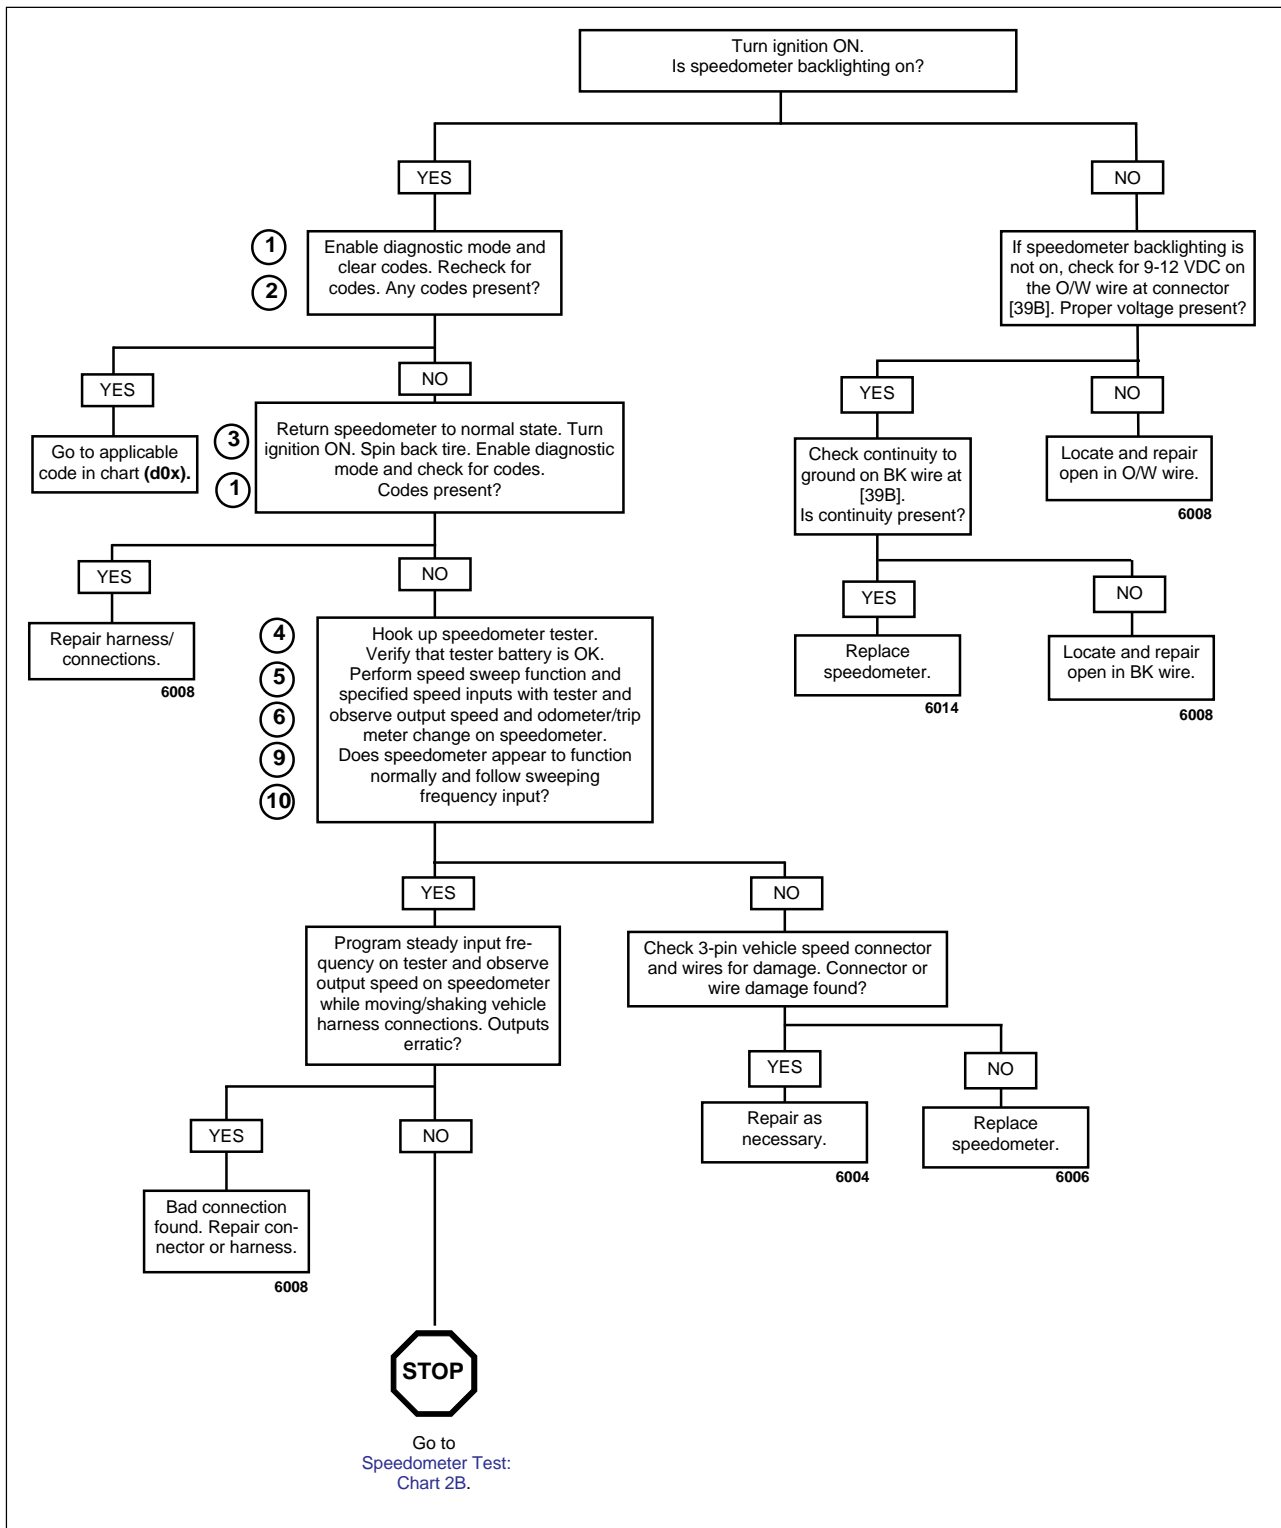 Turn ignition ON.
Is speedometer backlighting on?
YES
NO
1
2
Enable diagnostic mode and
clear codes. Recheck for
codes. Any codes present?
If speedometer backlighting is
not on, check for 9-12 VDC on
the O/W wire at connector
[39B]. Proper voltage present?
YES
NO
YES
NO
Go to applicable
code in chart (d0x).
3
1
Return speedometer to normal state. Turn
ignition ON. Spin back tire. Enable diagnostic
mode and check for codes.
Codes present?
Check continuity to
ground on BK wire at
[39B].
Is continuity present?
Locate and repair
open in O/W wire.
6008
YES
NO
YES
NO
Repair harness/
connections.
6008
4
5
6
9
10
Hook up speedometer tester.
Verify that tester battery is OK.
Perform speed sweep function and
specified speed inputs with tester and
observe output speed and odometer/trip
meter change on speedometer.
Does speedometer appear to function
normally and follow sweeping
frequency input?
Replace
speedometer.
6014
Locate and repair
open in BK wire.
6008
YES
NO
Program steady input fre-
quency on tester and observe
output speed on speedometer
while moving/shaking vehicle
harness connections. Outputs
erratic?
Check 3-pin vehicle speed connector
and wires for damage. Connector or
wire damage found?
YES
NO
YES
NO
Repair as
necessary.
6004
Replace
speedometer.
6006
Bad connection
found. Repair con-
nector or harness.
6008
STOP
Go to
Speedometer Test:
Chart 2B.